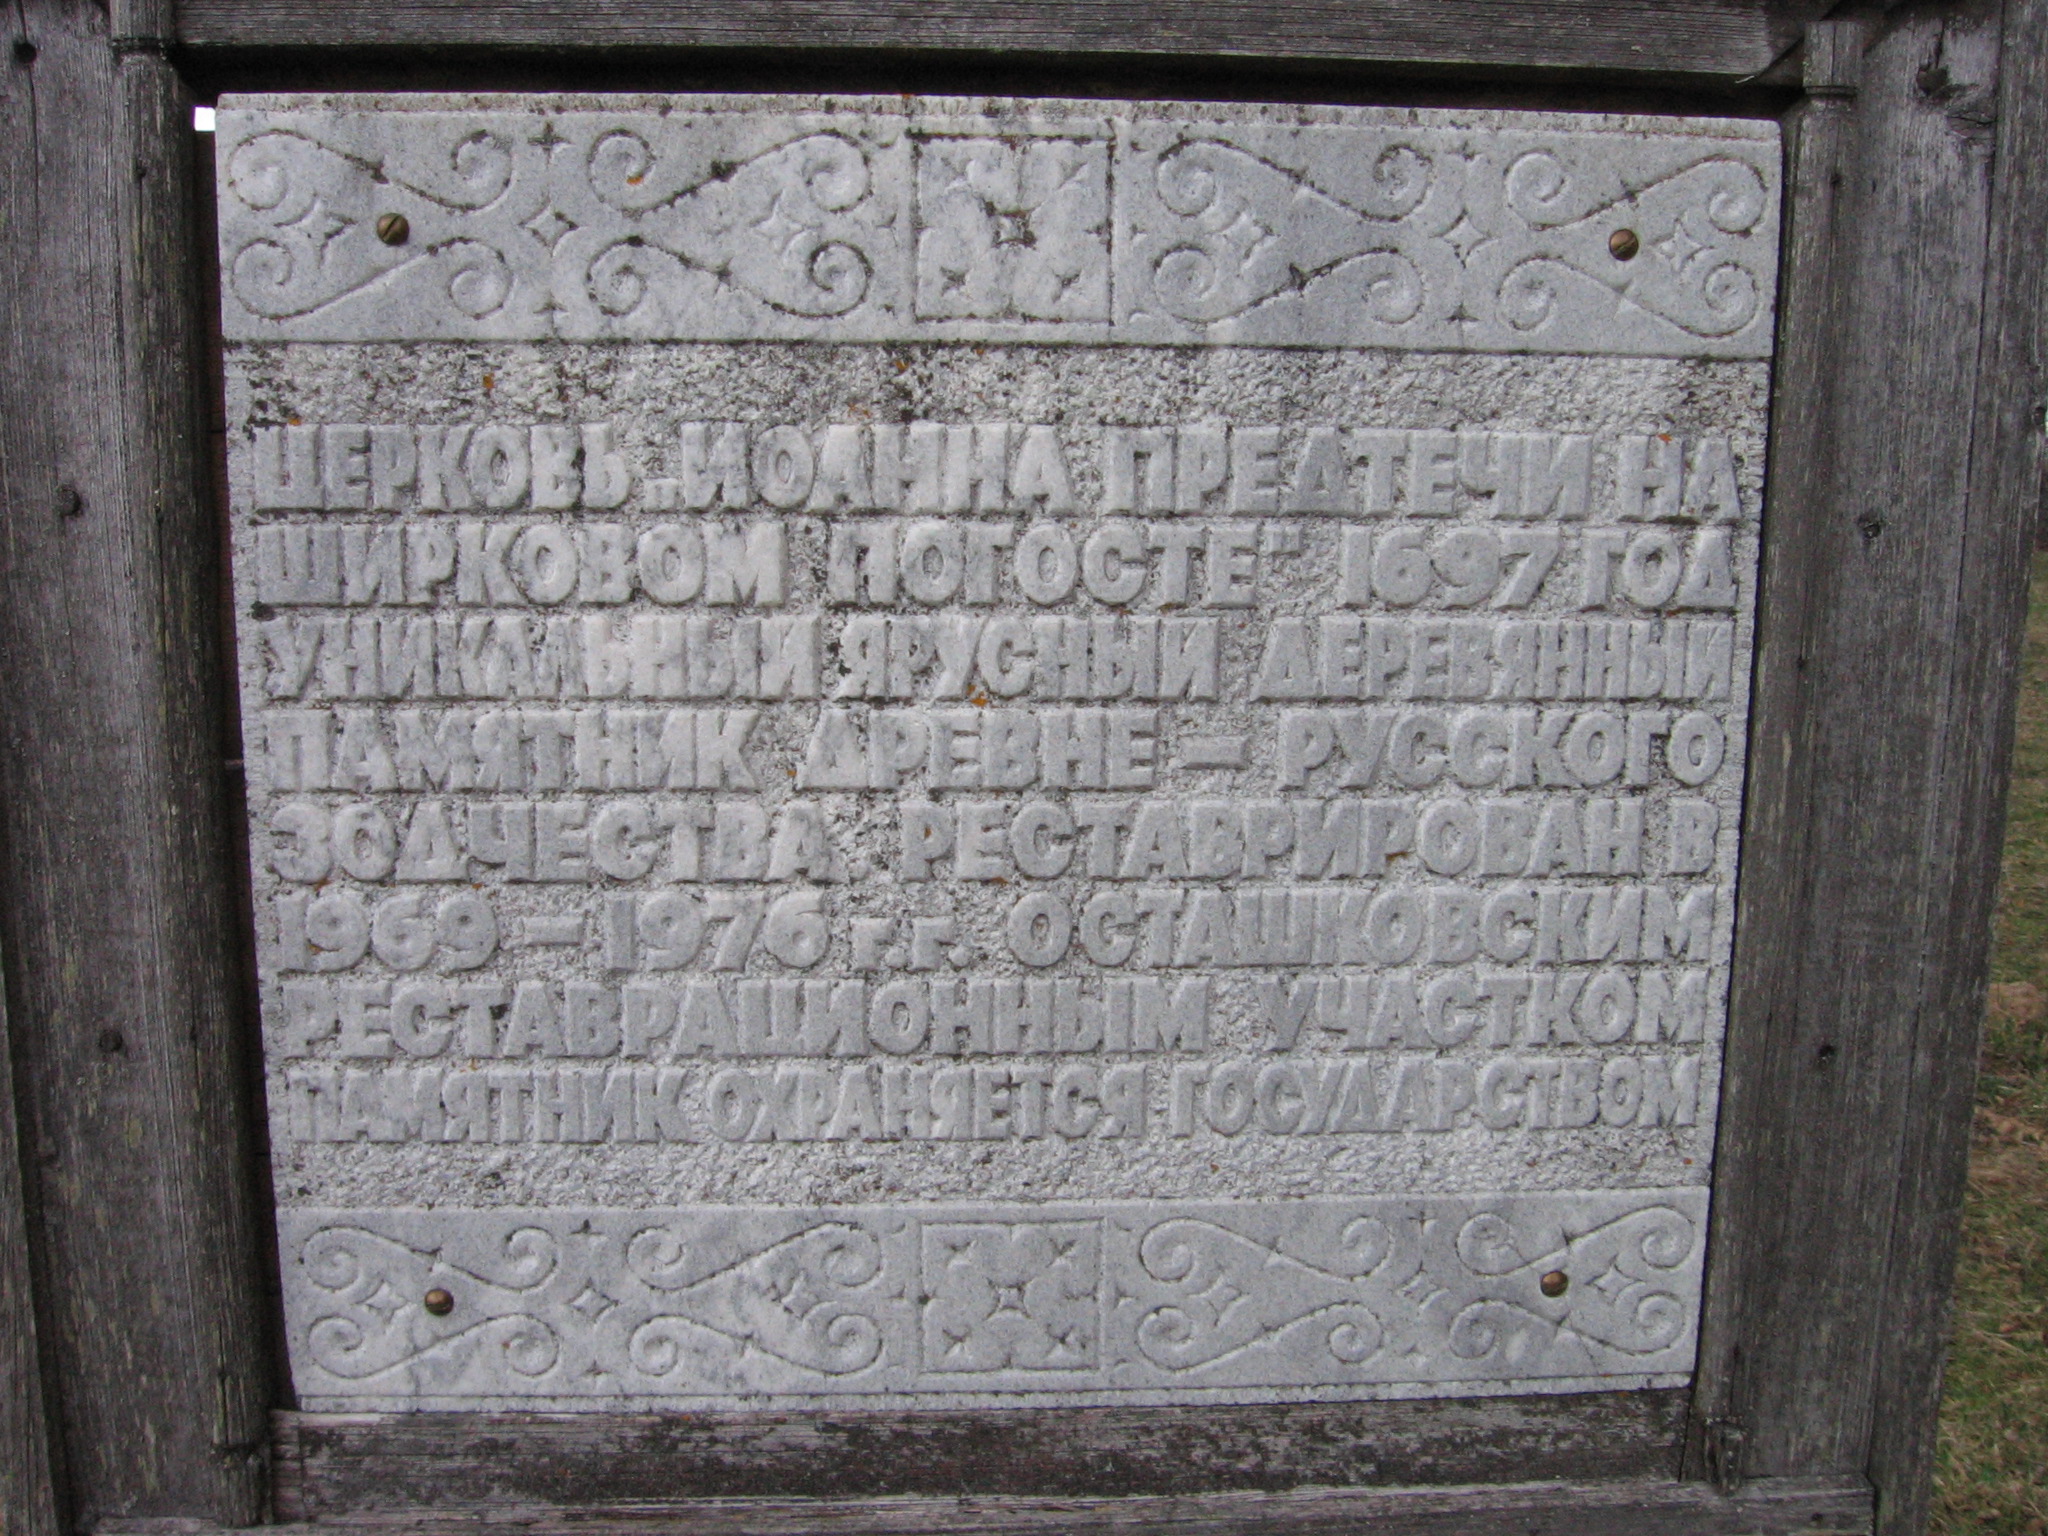 ЦЕРКОВЬ „ИОАННА ПРЕДТЕЧИ НА
ШИРКОВОМ ПОГОСТЕ" 1697 ГОД
УНИКАЛЬНЫЙ ЯРУСНЫЙ ДЕРЕВЯННЫЙ
ПАМЯТНИК ДРЕВНЕ – РУССКОГО
ЗОДЧЕСТВА. РЕСТАВРИРОВАН В
1969 – 1976 г.г. ОСТАШКОВСКИМ
РЕСТАВРАЦИОННЫМ УЧАСТКОМ
ПАМЯТНИК ОХРАНЯЕТСЯ ГОСУДАРСТВОМ